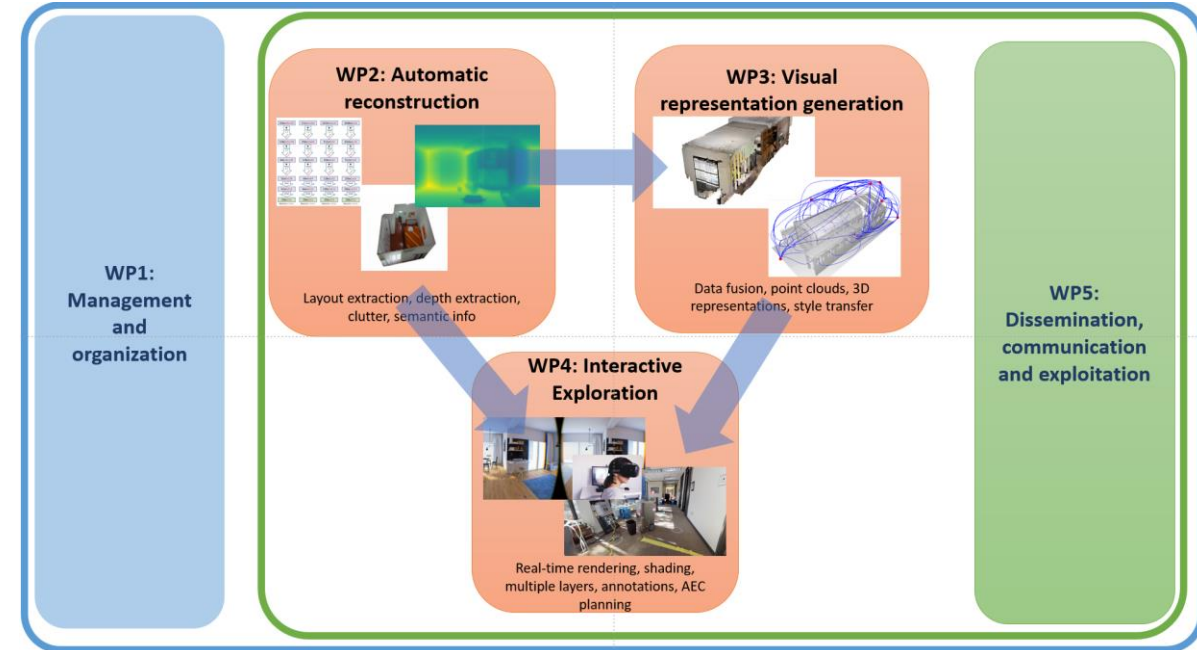 WP1:
Management
and
organization
WP2: Automatic
reconstruction
Layout extraction, depth extraction,
clutter, semantic info
WP3: Visual
representation generation
Data fusion, point clouds, 3D
representations, style transfer
WP4: Interactive
Exploration
Real-time rendering, shading,
multiple layers, annotations, AEC
planning
WP5:
Dissemination,
communication
and exploitation